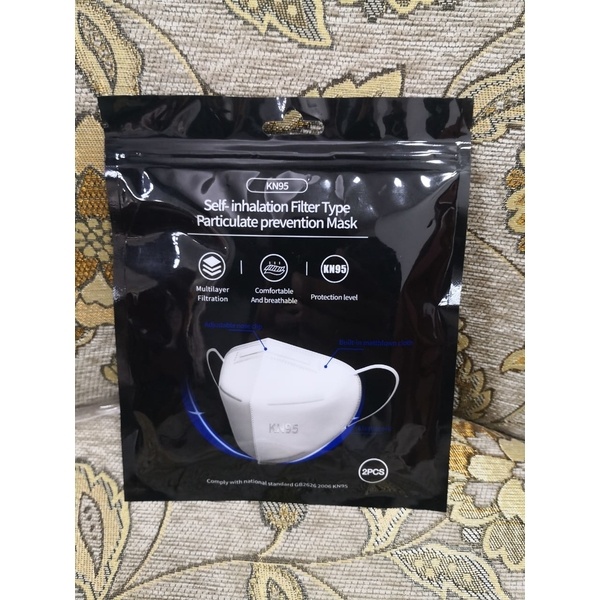 KN95
Self- inhalation Filter Type
Particulate prevention Mask
Multilayer
Filtration
Comfortable
And breathable
KN95
Protection level
KN95
2PCS
Comply with national standard GB2626 2006 KN95